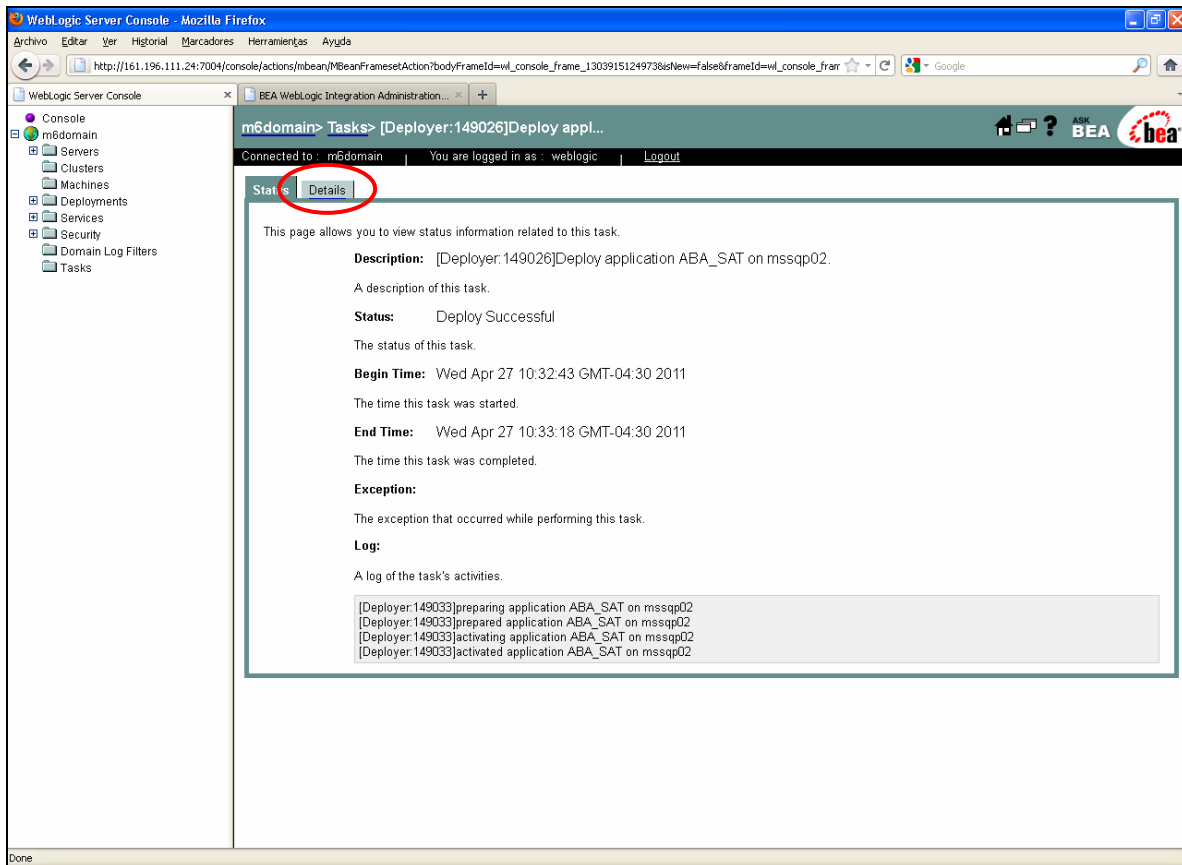 WebLogic Server Console - Mozilla Firefox
Archivo Editar Ver Historial Marcadores Herramientas Ayuda
http://161.196.111.24:7004/console/actions/mbean/MBeanFramesetAction?bodyFrameId=wl_console_frame_1303915124973&isNew=false&frameId=wl_console_fram
Google
WebLogic Server Console
BEA WebLogic Integration Administration...
Console
m6domain
Servers
Clusters
Machines
Deployments
Services
Security
Domain Log Filters
Tasks
m6domain> Tasks> [Deployer:149026]Deploy appl...
? ASK BEA bea
Connected to : m6domain | You are logged in as : weblogic | Logout
Status Details
This page allows you to view status information related to this task.
Description: [Deployer:149026]Deploy application ABA_SAT on mssqp02.
A description of this task.
Status: Deploy Successful
The status of this task.
Begin Time: Wed Apr 27 10:32:43 GMT-04:30 2011
The time this task was started.
End Time: Wed Apr 27 10:33:18 GMT-04:30 2011
The time this task was completed.
Exception:
The exception that occurred while performing this task.
Log:
A log of the task's activities.
[Deployer:149033]preparing application ABA_SAT on mssqp02
[Deployer:149033]prepared application ABA_SAT on mssqp02
[Deployer:149033]activating application ABA_SAT on mssqp02
[Deployer:149033]activated application ABA_SAT on mssqp02
Done